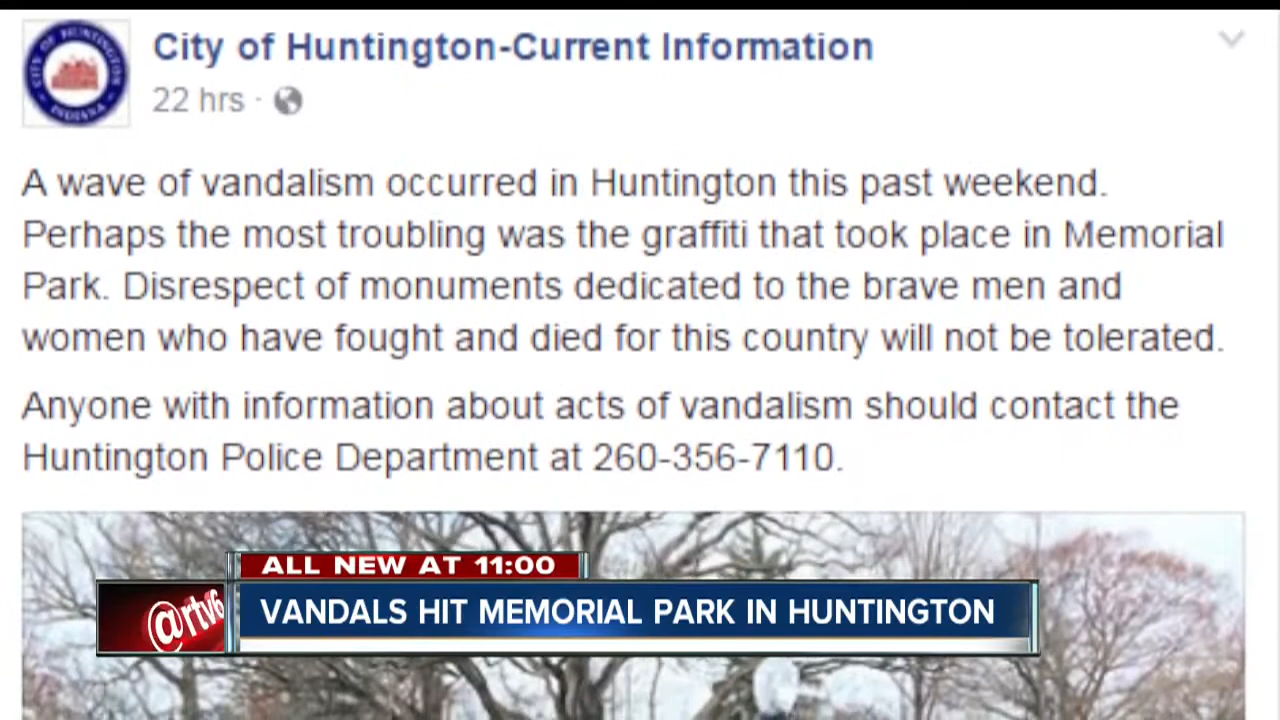 CITY OF HUNTINGTON
INDIANA
City of Huntington-Current Information
22 hrs ·
A wave of vandalism occurred in Huntington this past weekend.
Perhaps the most troubling was the graffiti that took place in Memorial
Park. Disrespect of monuments dedicated to the brave men and
women who have fought and died for this country will not be tolerated.
Anyone with information about acts of vandalism should contact the
Huntington Police Department at 260-356-7110.
ALL NEW AT 11:00
@rtv6
VANDALS HIT MEMORIAL PARK IN HUNTINGTON